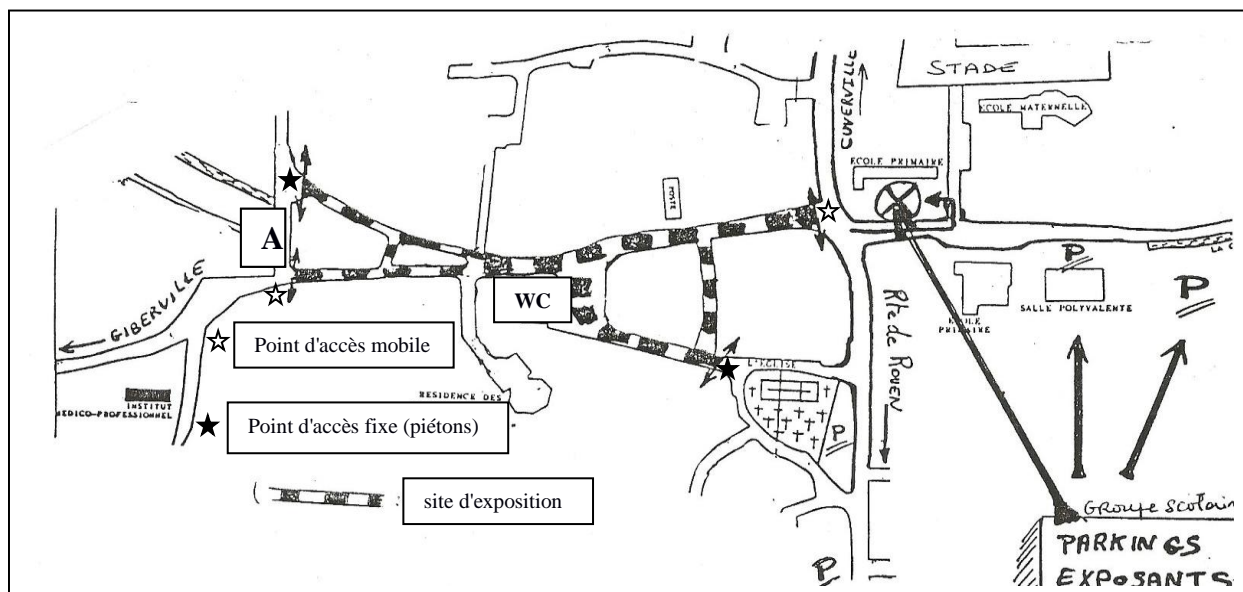 STADE
ECOLE MATERNELLE
CUVERVILLE
ECOLE PRIMAIRE
POSTE
A
P
P
GIBERVILLE
WC
SALLE POLYVALENTE
ECOLE
PRIMAIRE
Rte de Rouen
Point d'accès mobile
L'EGLISE
INSTITUT
MEDICO-PROFESSIONNEL
RESIDENCE DES
Point d'accès fixe (piétons)
P
site d'exposition
Groupe Scolair
PARKINGS
EXPOSANTS
P